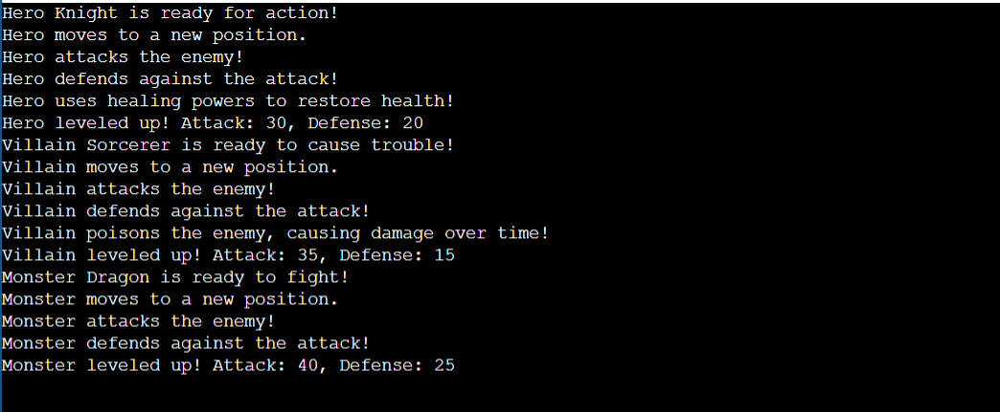 Hero Knight is ready for action!
Hero moves to a new position.
Hero attacks the enemy!
Hero defends against the attack!
Hero uses healing powers to restore health!
Hero leveled up! Attack: 30, Defense: 20
Villain Sorcerer is ready to cause trouble!
Villain moves to a new position.
Villain attacks the enemy!
Villain defends against the attack!
Villain poisons the enemy, causing damage over time!
Villain leveled up! Attack: 35, Defense: 15
Monster Dragon is ready to fight!
Monster moves to a new position.
Monster attacks the enemy!
Monster defends against the attack!
Monster leveled up! Attack: 40, Defense: 25